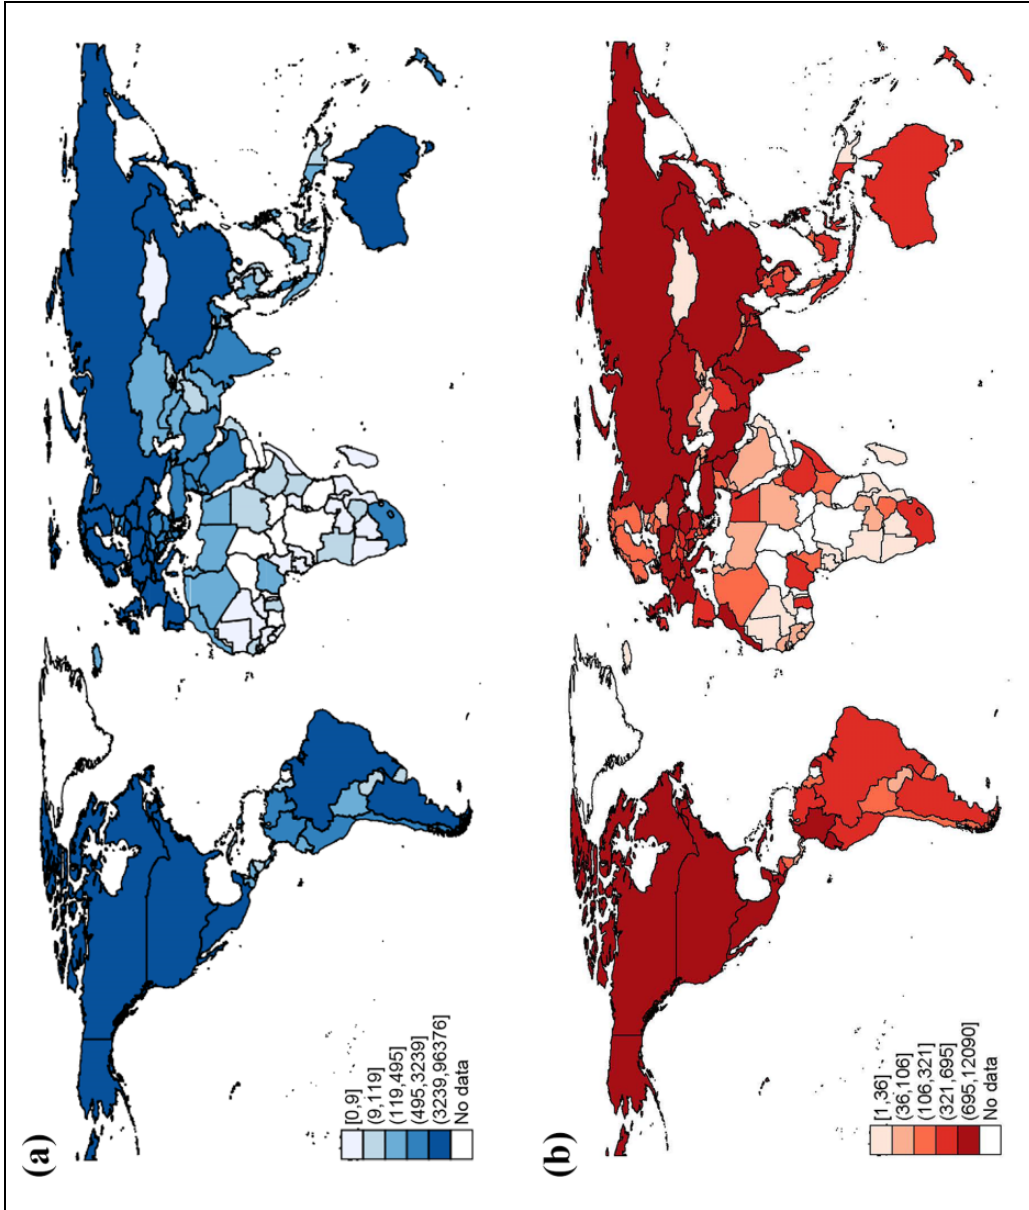 (a)
[0,9]
(9,119]
(119,495]
(495,3239]
(3239,96376]
No data
(b)
[1,36]
(36,106]
(106,321]
(321,695]
(695,12090]
No data